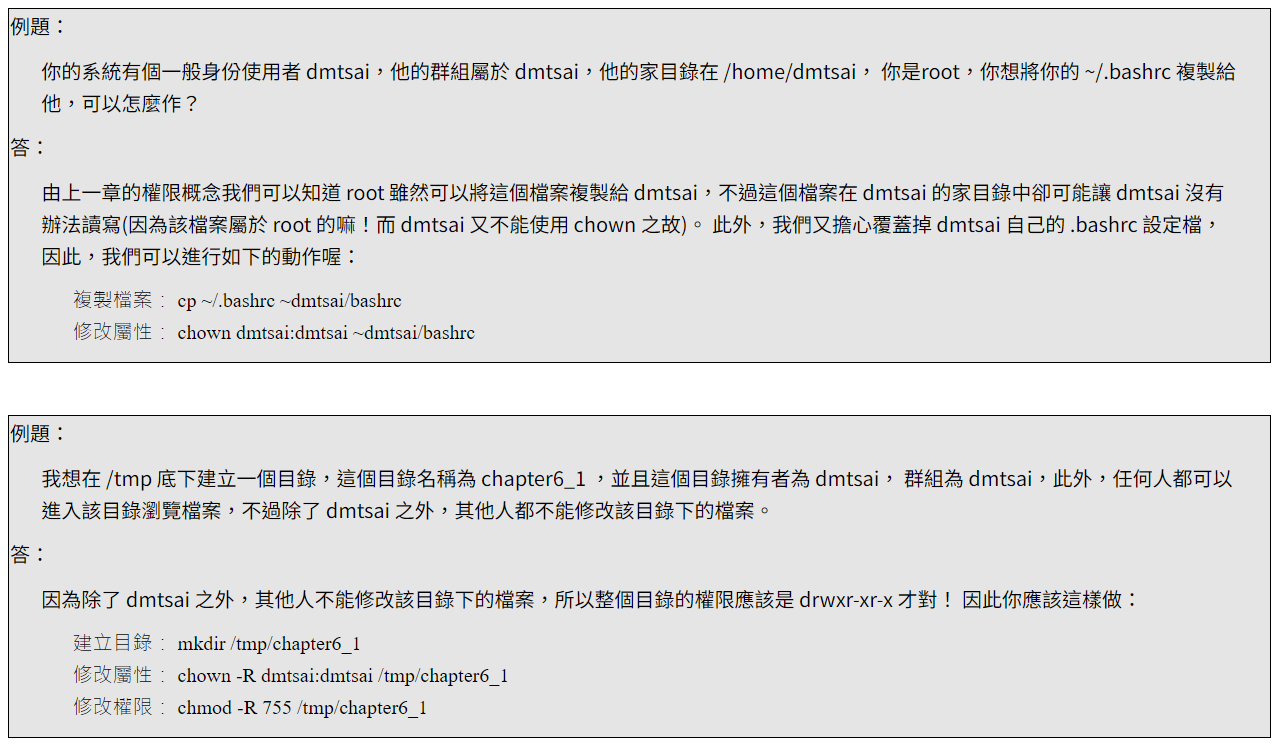 例題：
你的系統有個一般身份使用者 dmtsai，他的群組屬於 dmtsai，他的家目錄在 /home/dmtsai， 你是root，你想將你的 ~/.bashrc 複製給
他，可以怎麼作？
答：
由上一章的權限概念我們可以知道 root 雖然可以將這個檔案複製給 dmtsai，不過這個檔案在 dmtsai 的家目錄中卻可能讓 dmtsai 沒有
辦法讀寫(因為該檔案屬於 root 的嘛！而 dmtsai 又不能使用 chown 之故)。 此外，我們又擔心覆蓋掉 dmtsai 自己的 .bashrc 設定檔，
因此，我們可以進行如下的動作喔：
複製檔案： cp ~/.bashrc ~dmtsai/bashrc
修改屬性： chown dmtsai:dmtsai ~dmtsai/bashrc
例題：
我想在 /tmp 底下建立一個目錄，這個目錄名稱為 chapter6_1 ，並且這個目錄擁有者為 dmtsai， 群組為 dmtsai，此外，任何人都可以
進入該目錄瀏覽檔案，不過除了 dmtsai 之外，其他人都不能修改該目錄下的檔案。
答：
因為除了 dmtsai 之外，其他人不能修改該目錄下的檔案，所以整個目錄的權限應該是 drwxr-xr-x 才對！ 因此你應該這樣做：
建立目錄： mkdir /tmp/chapter6_1
修改屬性： chown -R dmtsai:dmtsai /tmp/chapter6_1
修改權限： chmod -R 755 /tmp/chapter6_1